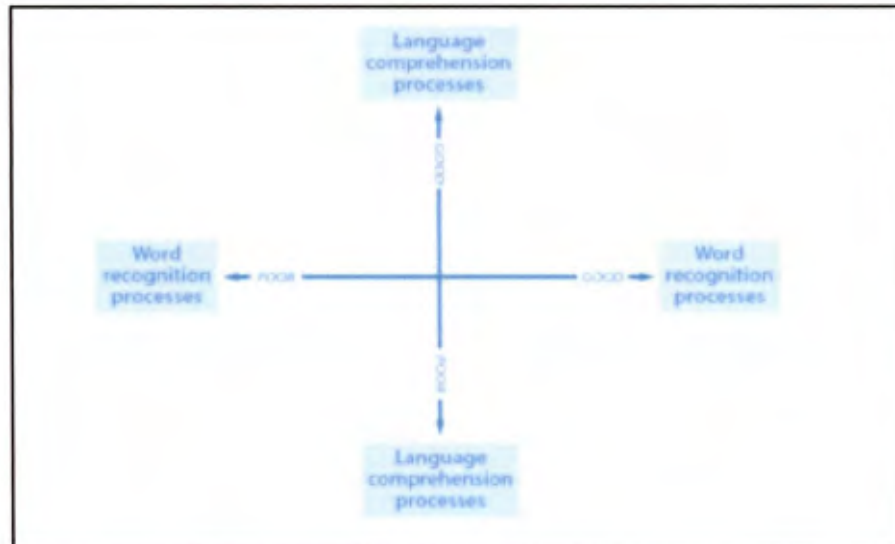 Language
comprehension
processes
GOOD
Word
recognition
processes
POOR
GOOD
Word
recognition
processes
POOR
Language
comprehension
processes